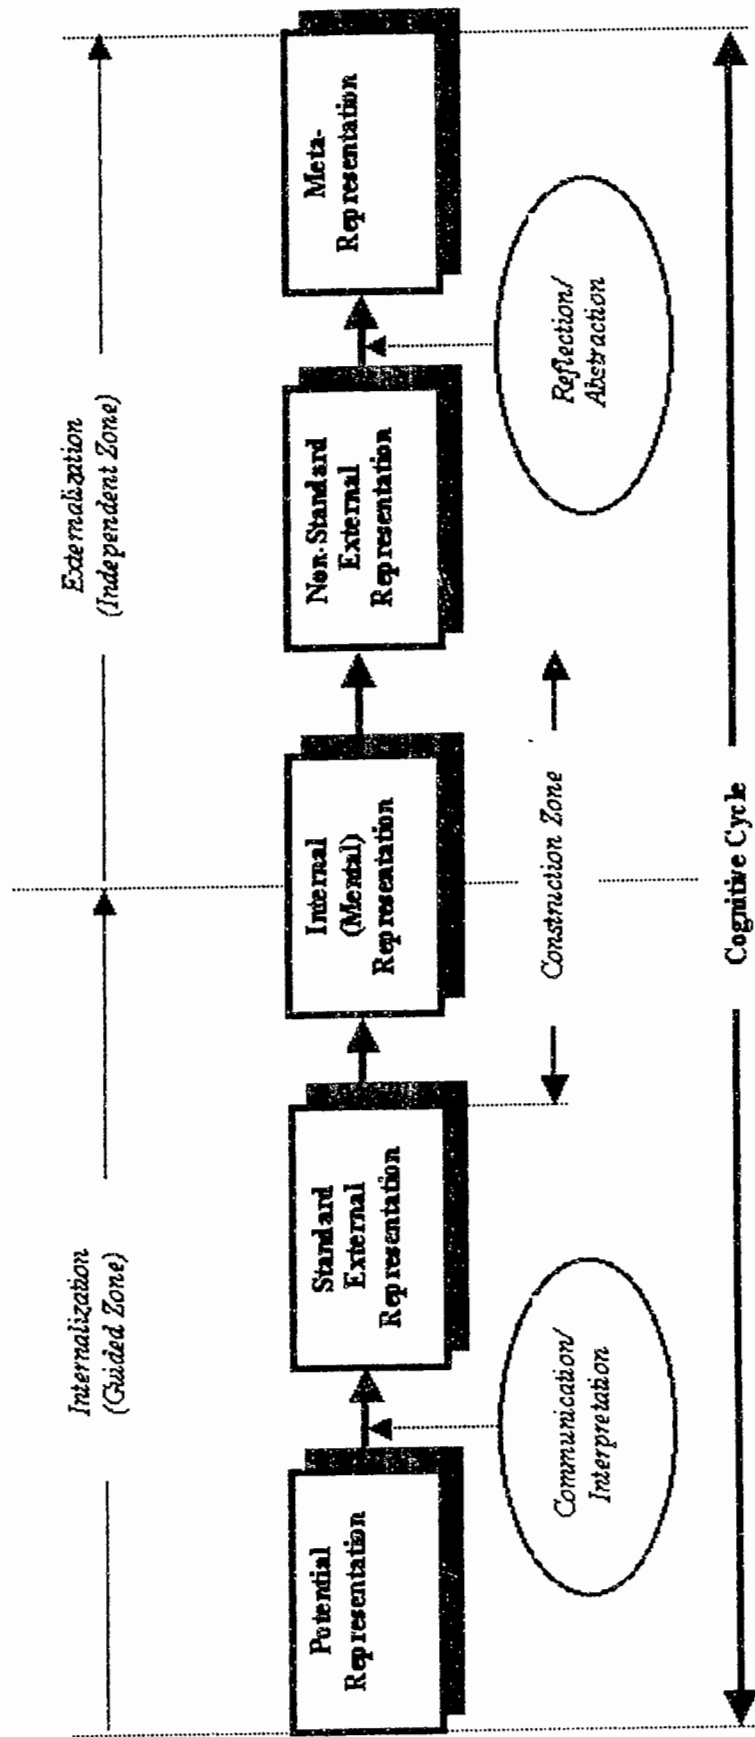 Internalization
(Guided Zone)
Externalization
(Independent Zone)
Potential
Representation
Standard
External
Representation
Internal
(Mental)
Representation
Non-Standard
External
Representation
Meta-
Representation
Communication/
Interpretation
Construction Zone
Reflection/
Abstraction
Cognitive Cycle